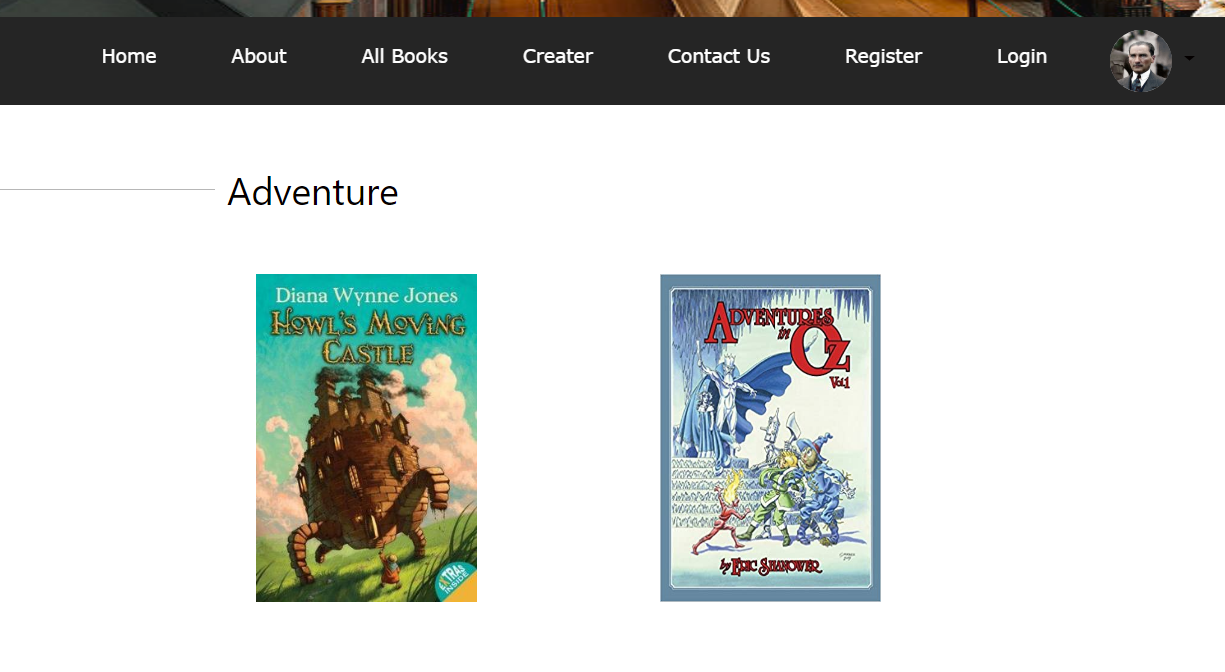 Home About All Books Creater Contact Us Register Login
Adventure
Diana Wynne Jones
Howl's Moving
Castle
EXTRAS
INSIDE
Adventures
in
Oz
Vol.1
by Eric Shanower